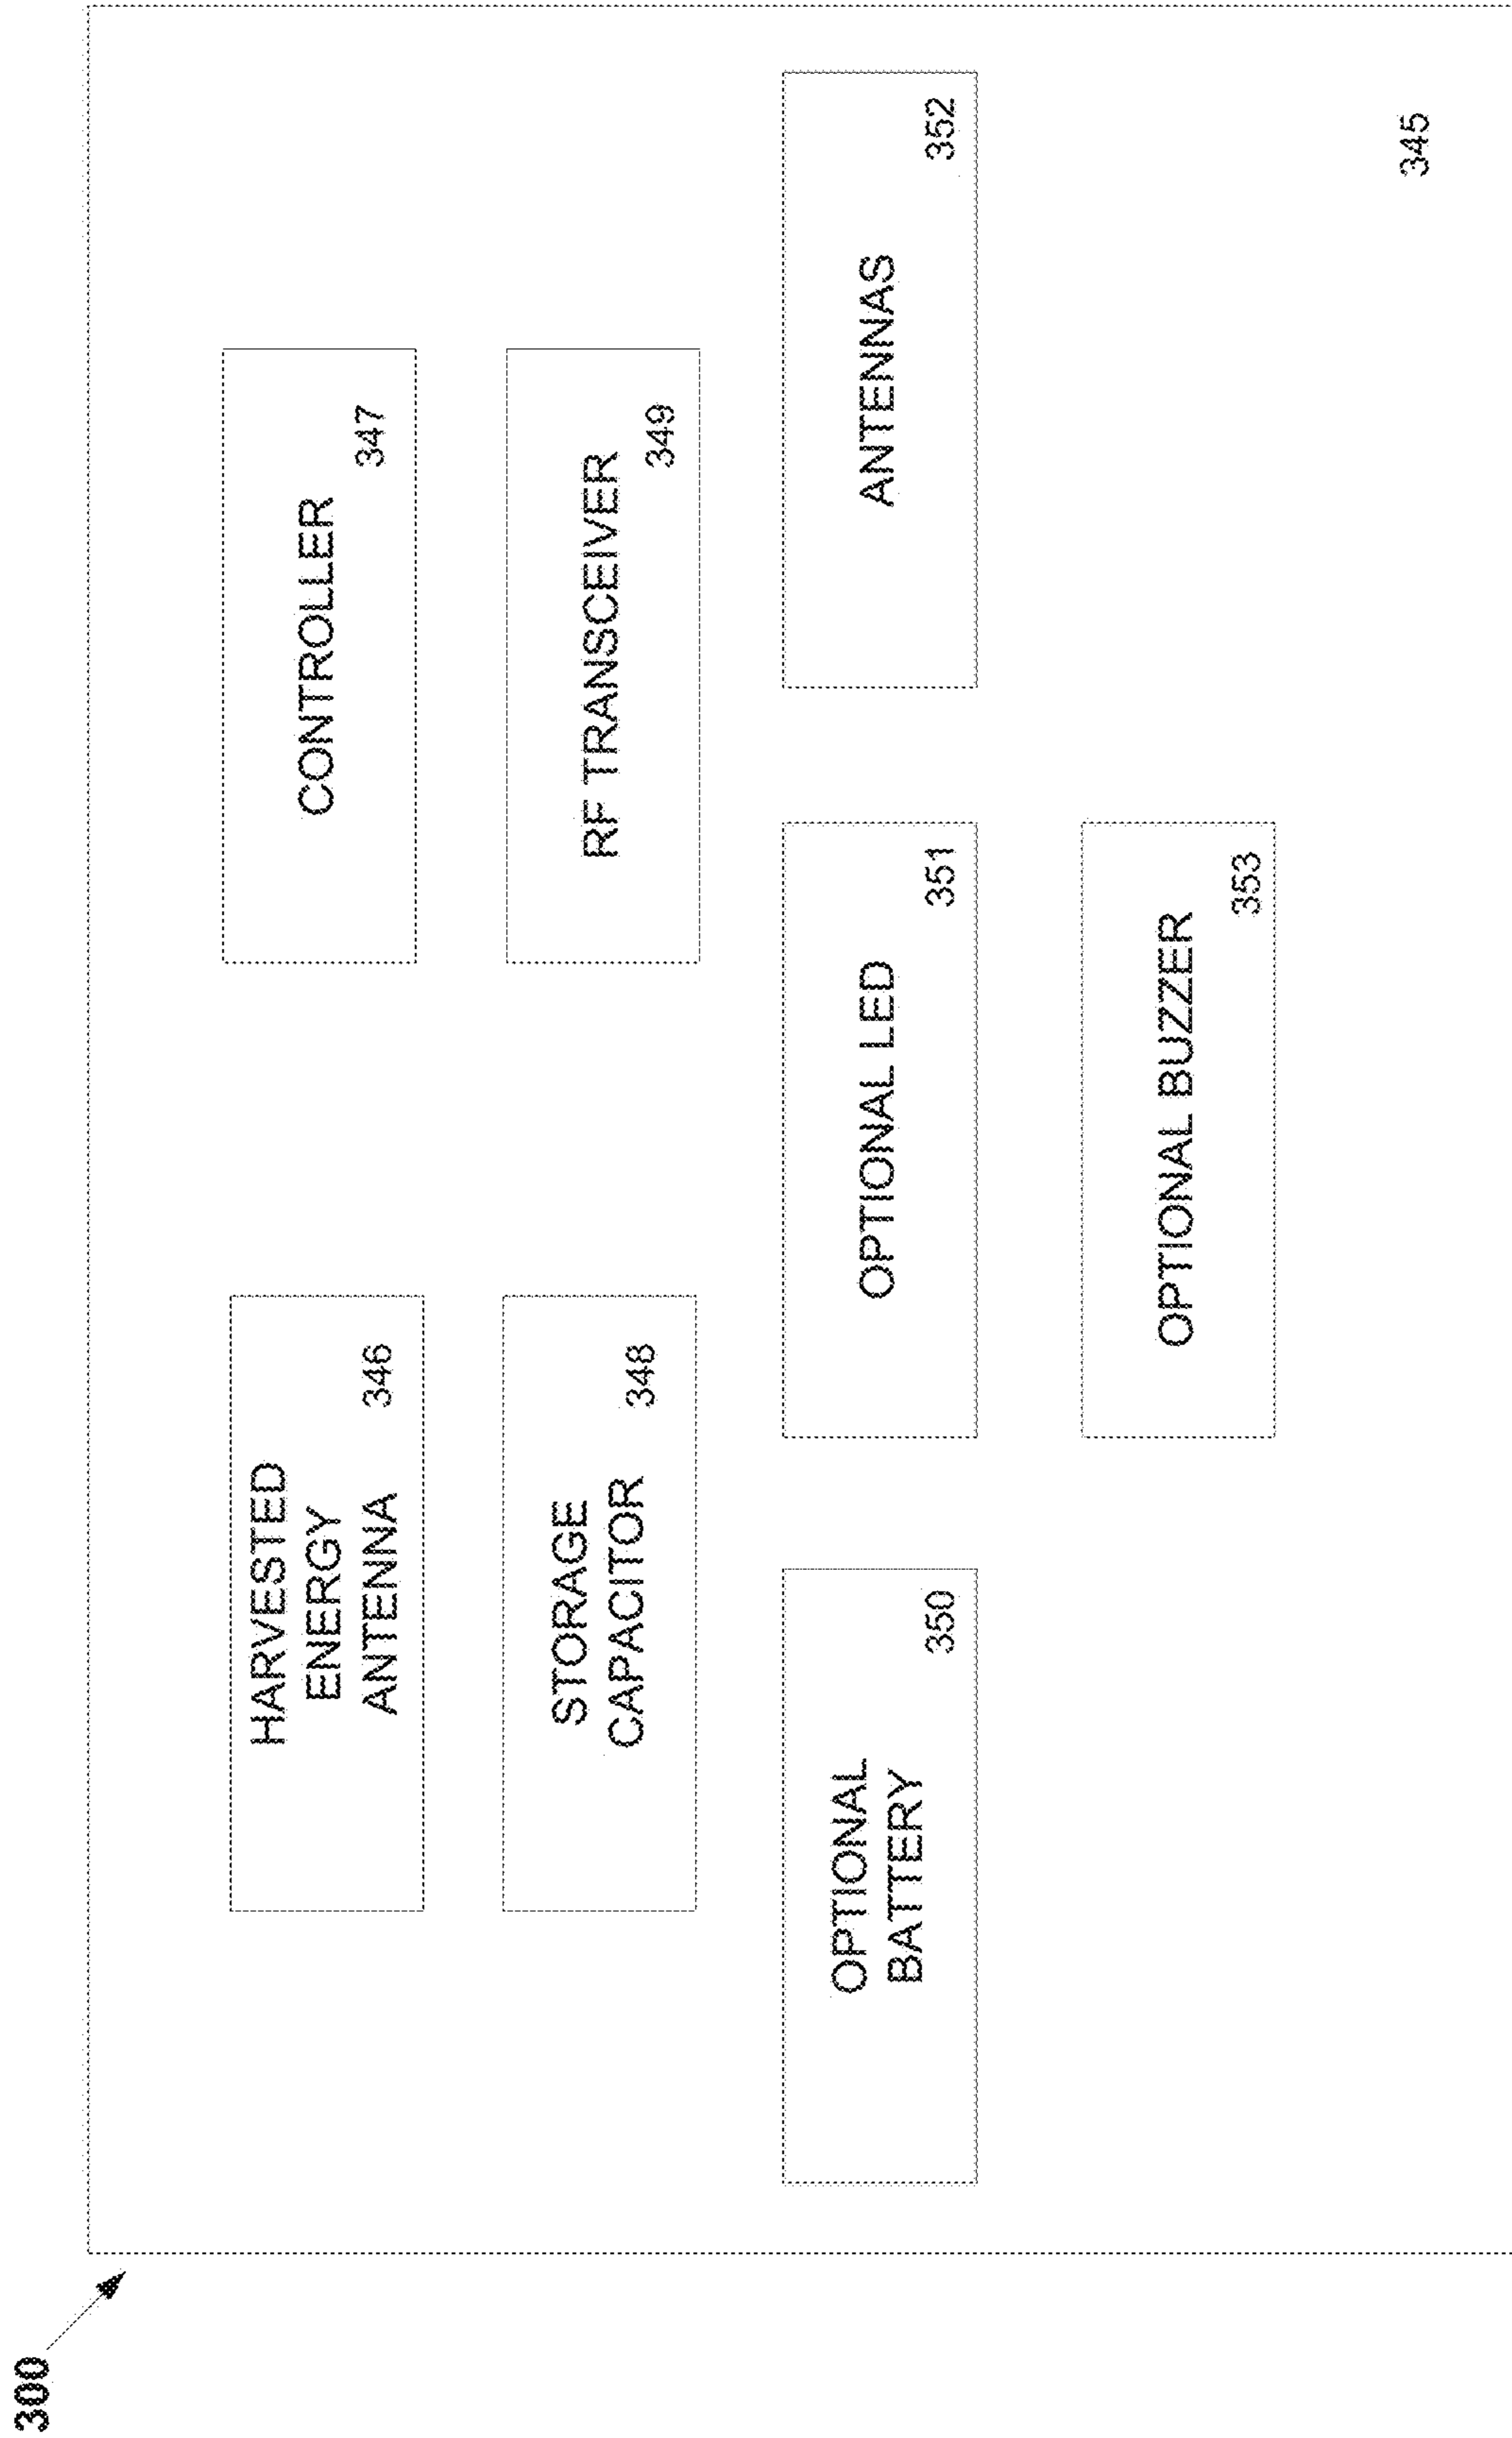 300
HARVESTED
ENERGY
ANTENNA
346
CONTROLLER
347
STORAGE
CAPACITOR
348
RF TRANSCEIVER
349
OPTIONAL
BATTERY
350
OPTIONAL LED
351
ANTENNAS
352
OPTIONAL BUZZER
353
345